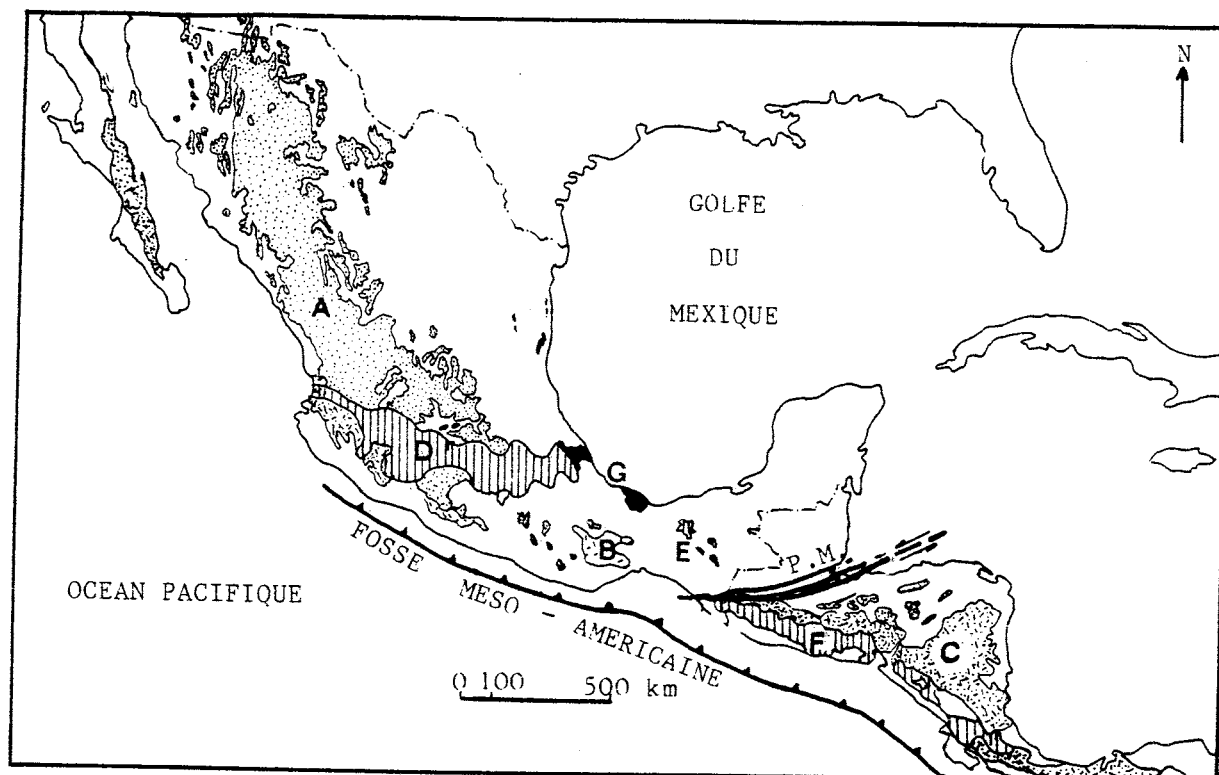 N
GOLFE
DU
MEXIQUE
A
D
G
B
E
P.M.
FOSSE MESO - AMERICAINE
F
C
OCEAN PACIFIQUE
0 100 500 km